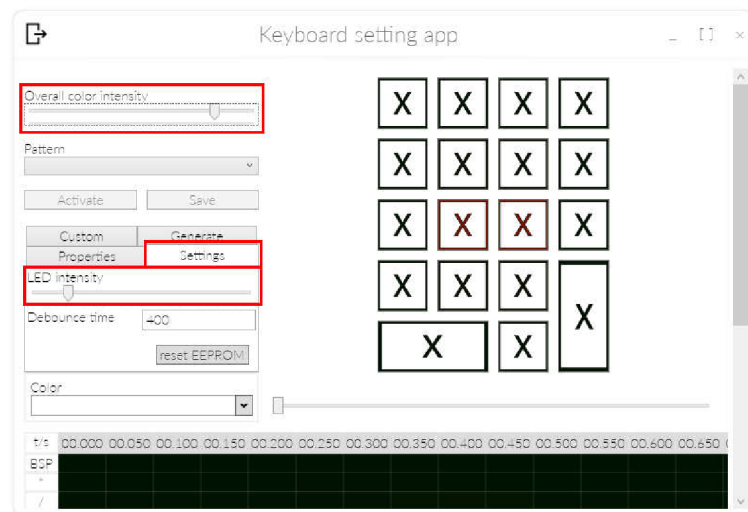 Keyboard setting app
Overall color intensity
Pattern
Activate Save
Custom Generate
Properties Settings
LED intensity
Debounce time 400
reset EEPROM
Color
X X X X
X X X X
X X X X
X X X X
X X
t/s 00.000 00.050 00.100 00.150 00.200 00.250 00.300 00.350 00.400 00.450 00.500 00.550 00.600 00.650
BSP
*
/